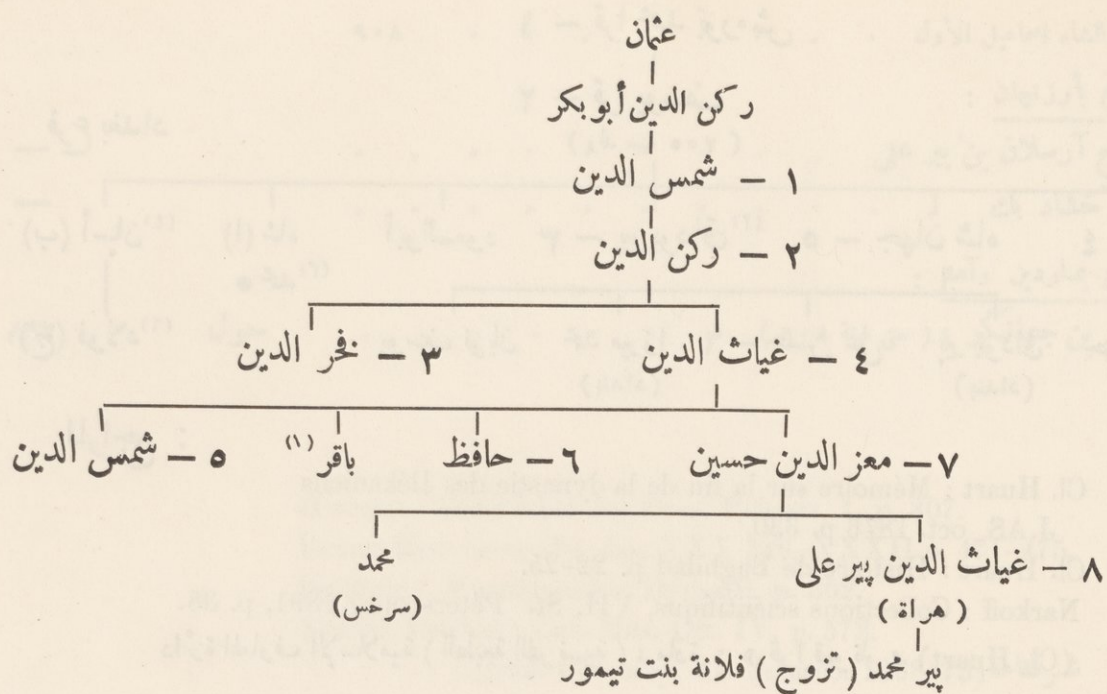 عثمان
ركن الدين أبو بكر
١ — شمس الدين
٢ — ركن الدين
٤ — غياث الدين ٣ — فخر الدين
٧ — معز الدين حسين ٦ — حافظ باقر (١) ٥ — شمس الدين
٨ — غياث الدين پير على محمد
( هراة ) (سرخس)
پير محمد ( تزوج ) فلانة بنت تيمور